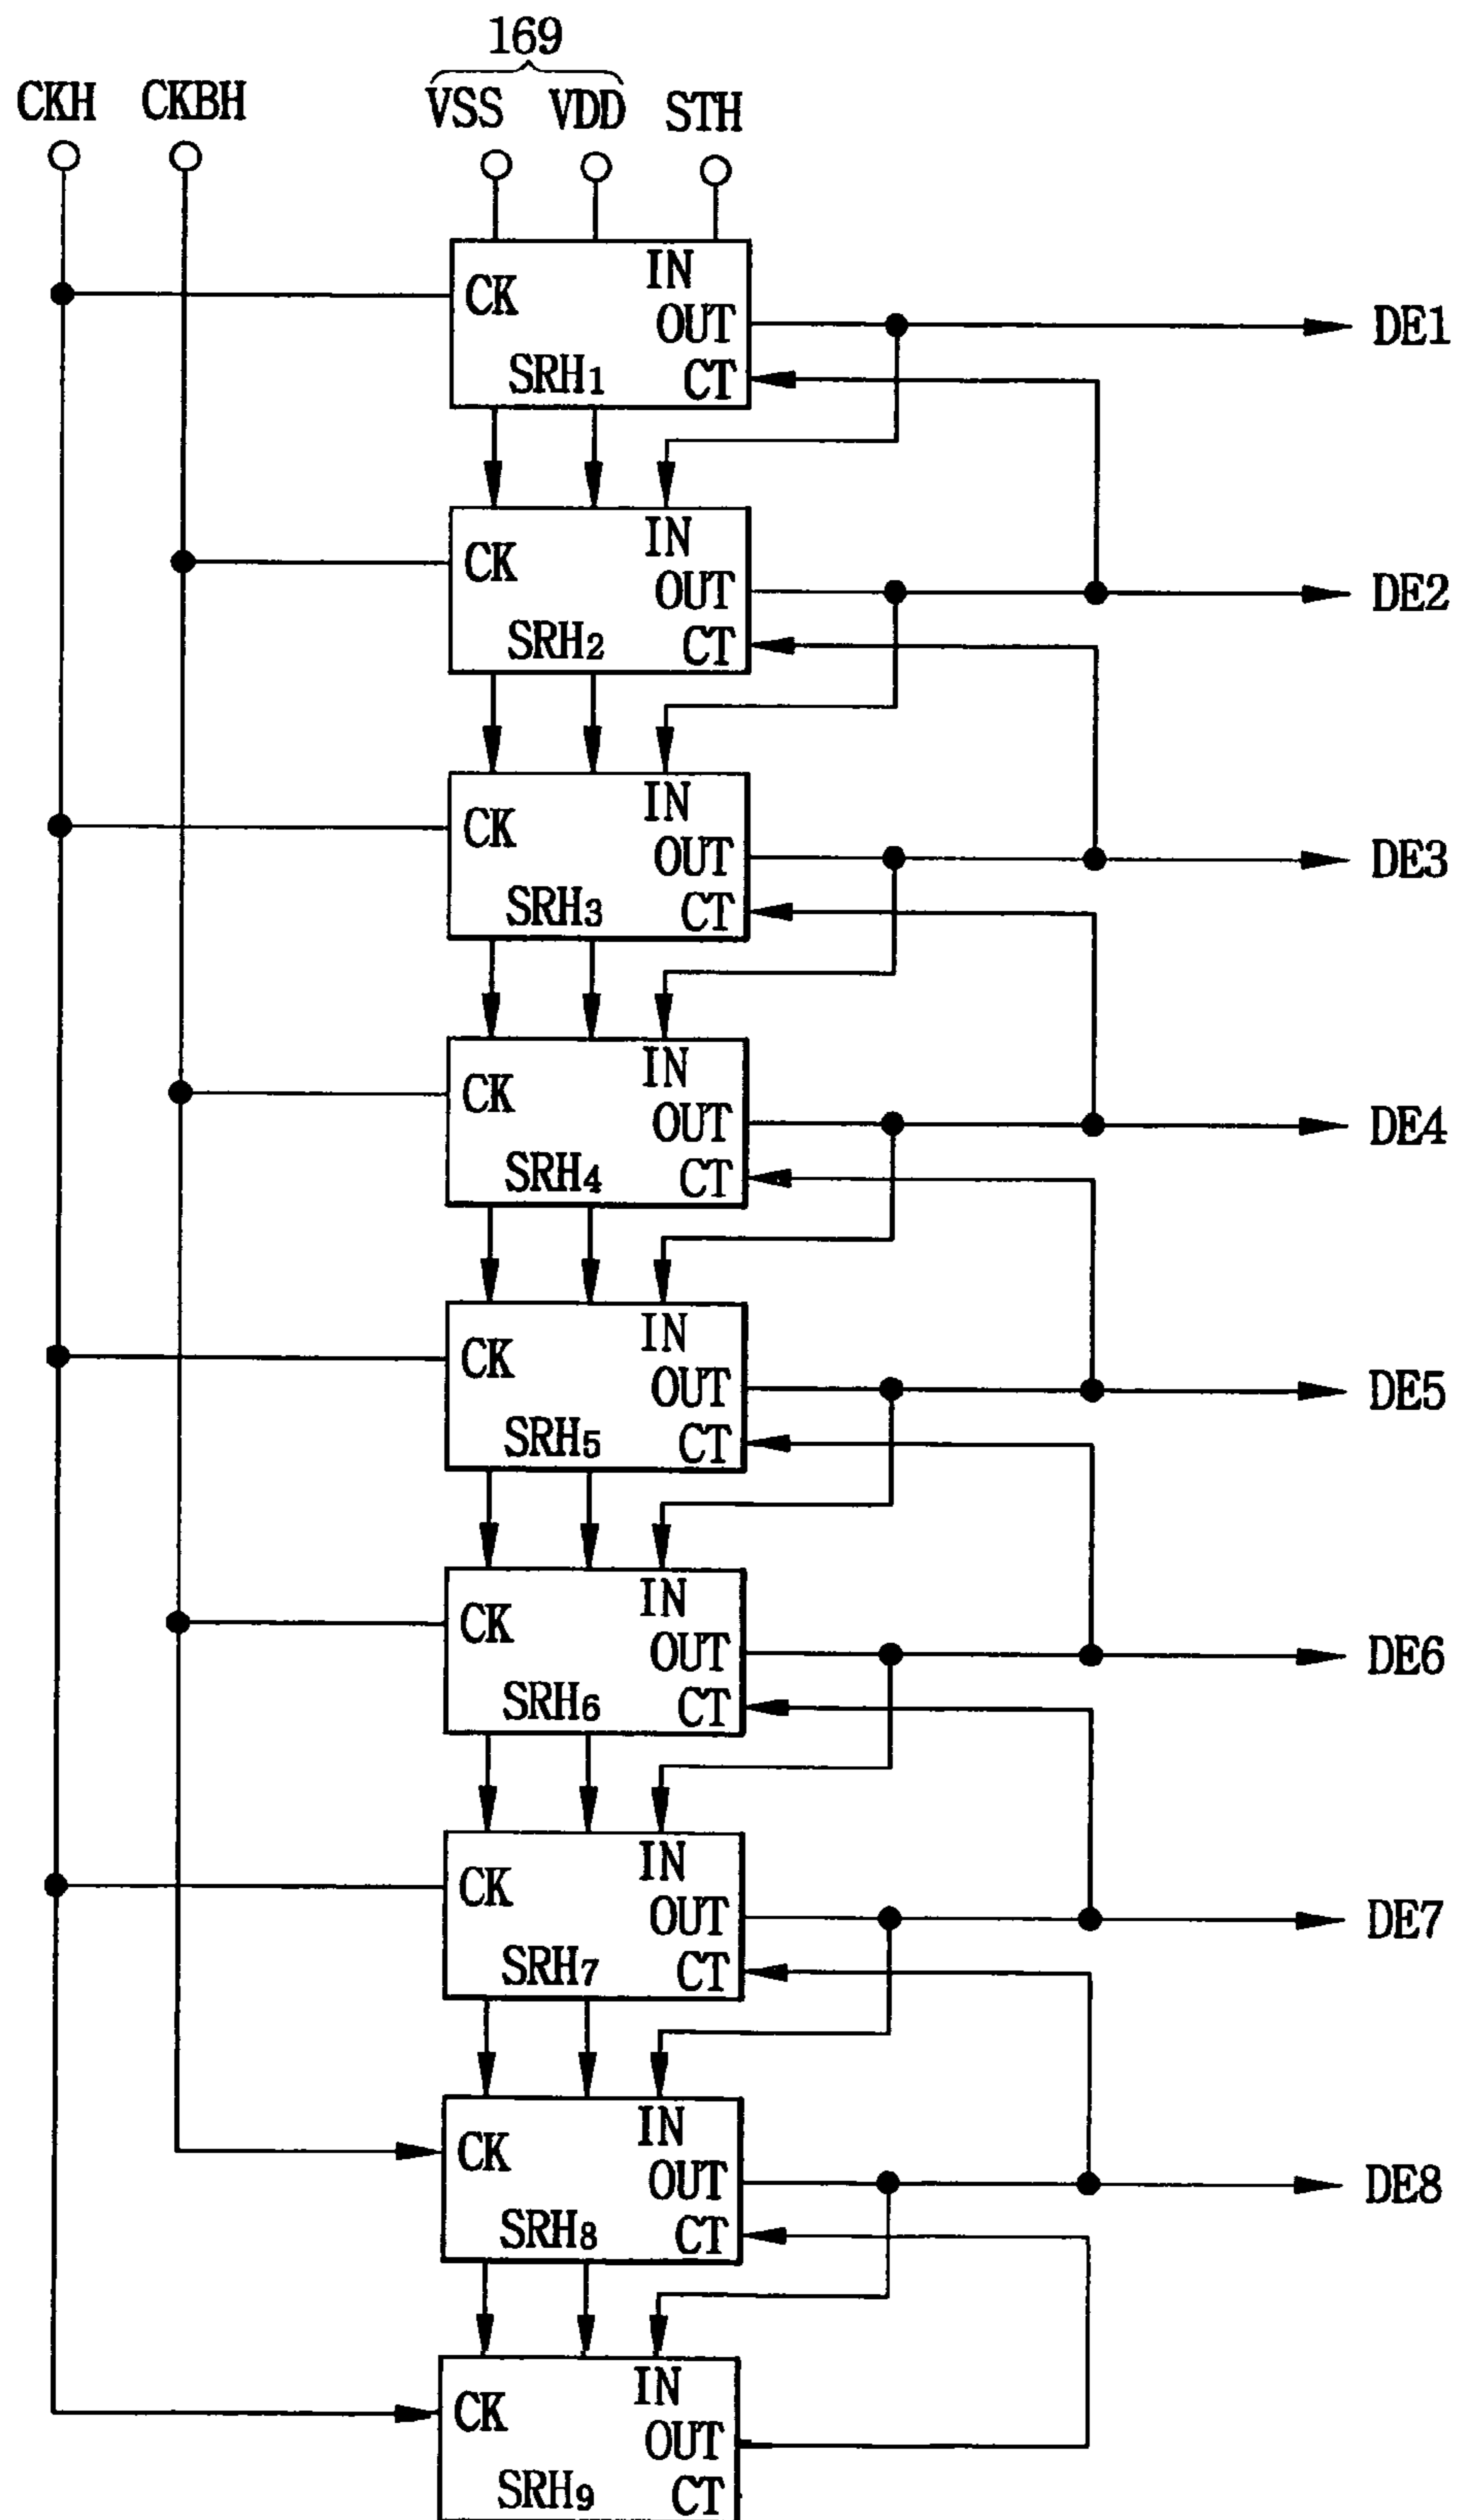 169
CKH CKBH VSS VDD STH
IN
CK
OUT DE1
SRH1 CT
IN
CK
OUT DE2
SRH2 CT
IN
CK
OUT DE3
SRH3 CT
IN
CK
OUT DE4
SRH4 CT
IN
CK
OUT DE5
SRH5 CT
IN
CK
OUT DE6
SRH6 CT
IN
CK
OUT DE7
SRH7 CT
IN
CK
OUT DE8
SRH8 CT
IN
CK
OUT
SRH9 CT